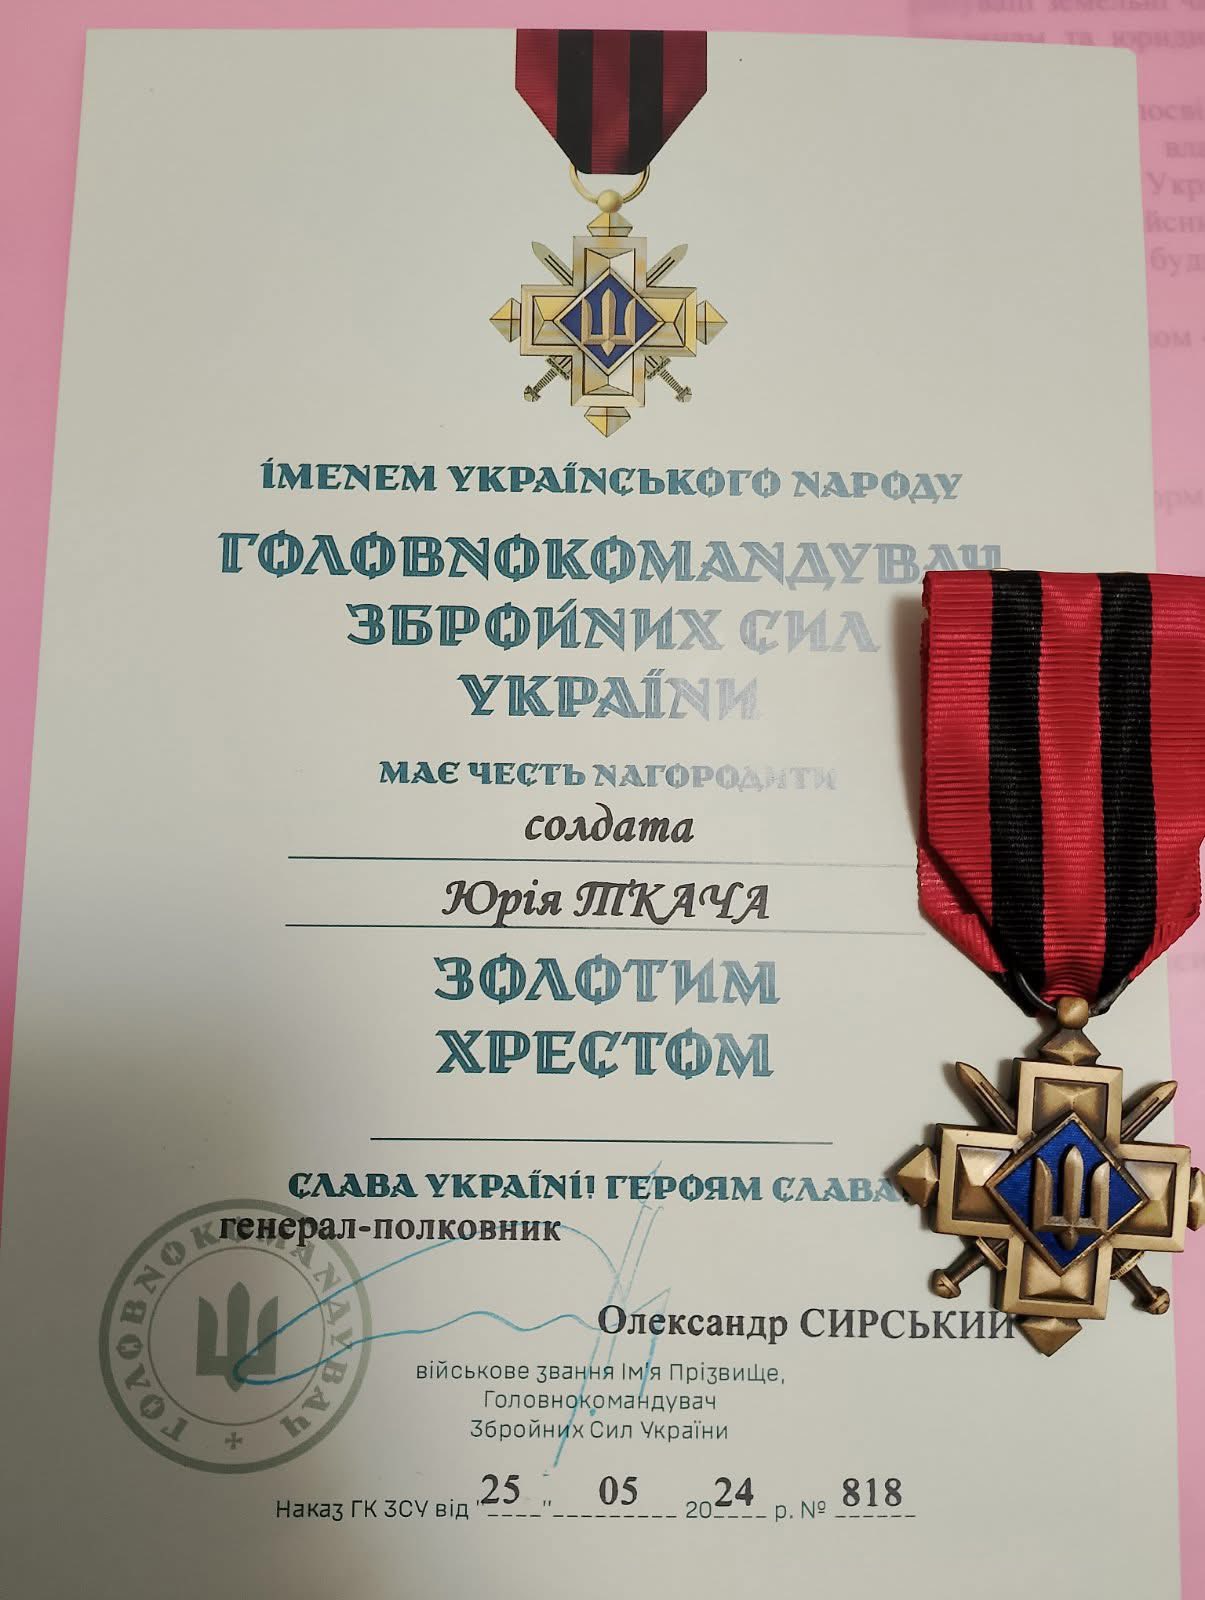 ІМЕНЕМ УКРАЇНСЬКОГО НАРОДУ
ГОЛОВНОКОМАНДУВАЧ
ЗБРОЙНИХ СИЛ
УКРАЇНИ
МАЄ ЧЕСТЬ НАГОРОДИТИ
солдата
Юрія ТКАЧА
ЗОЛОТИМ
ХРЕСТОМ
СЛАВА УКРАЇНІ! ГЕРОЯМ СЛАВА
генерал-полковник
ГОЛОВНОКОМАНДУВАЧ
Олександр СИРСЬКИЙ
військове звання Ім'я Прізвище,
Головнокомандувач
Збройних Сил України
Наказ ГК ЗСУ від "25" 05 2024 р. № 818
та